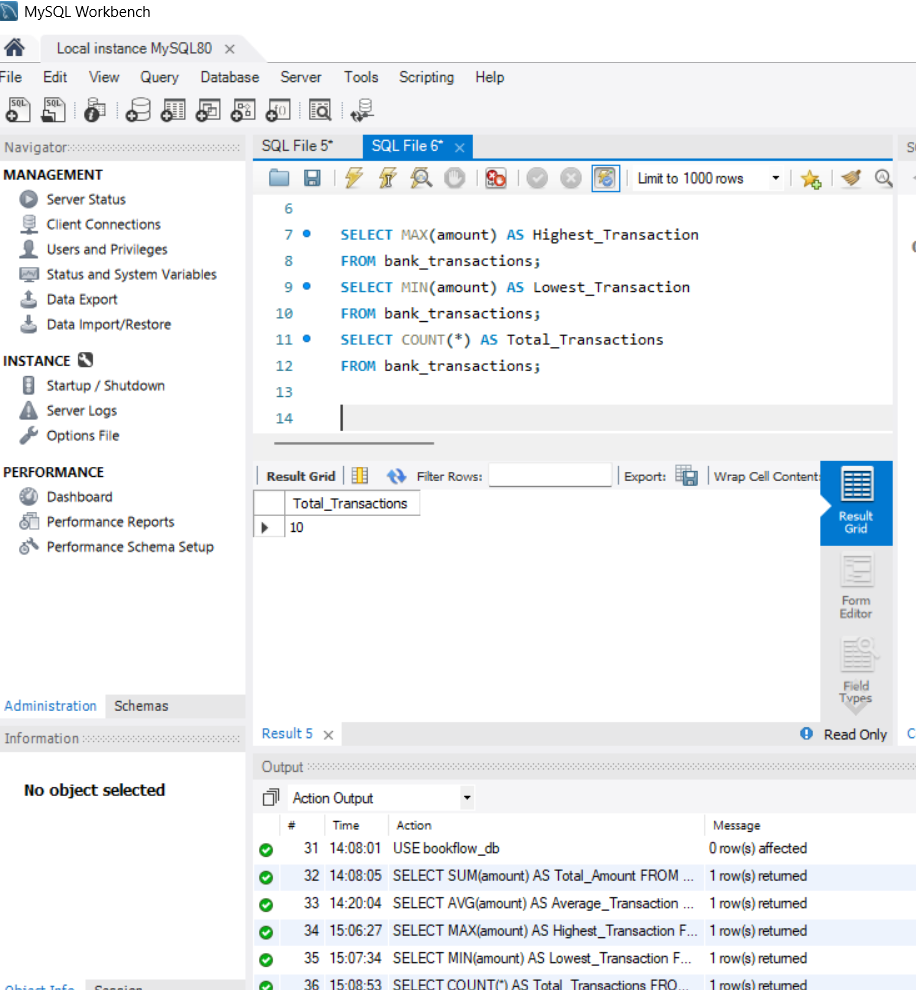 MySQL Workbench
Local instance MySQL80
File Edit View Query Database Server Tools Scripting Help
Navigator
MANAGEMENT
Server Status
Client Connections
Users and Privileges
Status and System Variables
Data Export
Data Import/Restore
INSTANCE
Startup / Shutdown
Server Logs
Options File
PERFORMANCE
Dashboard
Performance Reports
Performance Schema Setup
Administration Schemas
Information
No object selected
Object Info Session
SQL File 5* SQL File 6*
Limit to 1000 rows
6
7 SELECT MAX(amount) AS Highest_Transaction
8 FROM bank_transactions;
9 SELECT MIN(amount) AS Lowest_Transaction
10 FROM bank_transactions;
11 SELECT COUNT(*) AS Total_Transactions
12 FROM bank_transactions;
13
14
Result Grid Filter Rows: Export: Wrap Cell Content:
Total_Transactions
10
Result
Grid
Form
Editor
Field
Types
Result 5 Read Only
Output
Action Output
# Time Action Message
31 14:08:01 USE bookflow_db 0 row(s) affected
32 14:08:05 SELECT SUM(amount) AS Total_Amount FROM ... 1 row(s) returned
33 14:20:04 SELECT AVG(amount) AS Average_Transaction ... 1 row(s) returned
34 15:06:27 SELECT MAX(amount) AS Highest_Transaction F... 1 row(s) returned
35 15:07:34 SELECT MIN(amount) AS Lowest_Transaction F... 1 row(s) returned
36 15:08:53 SELECT COUNT(*) AS Total_Transactions FRO... 1 row(s) returned